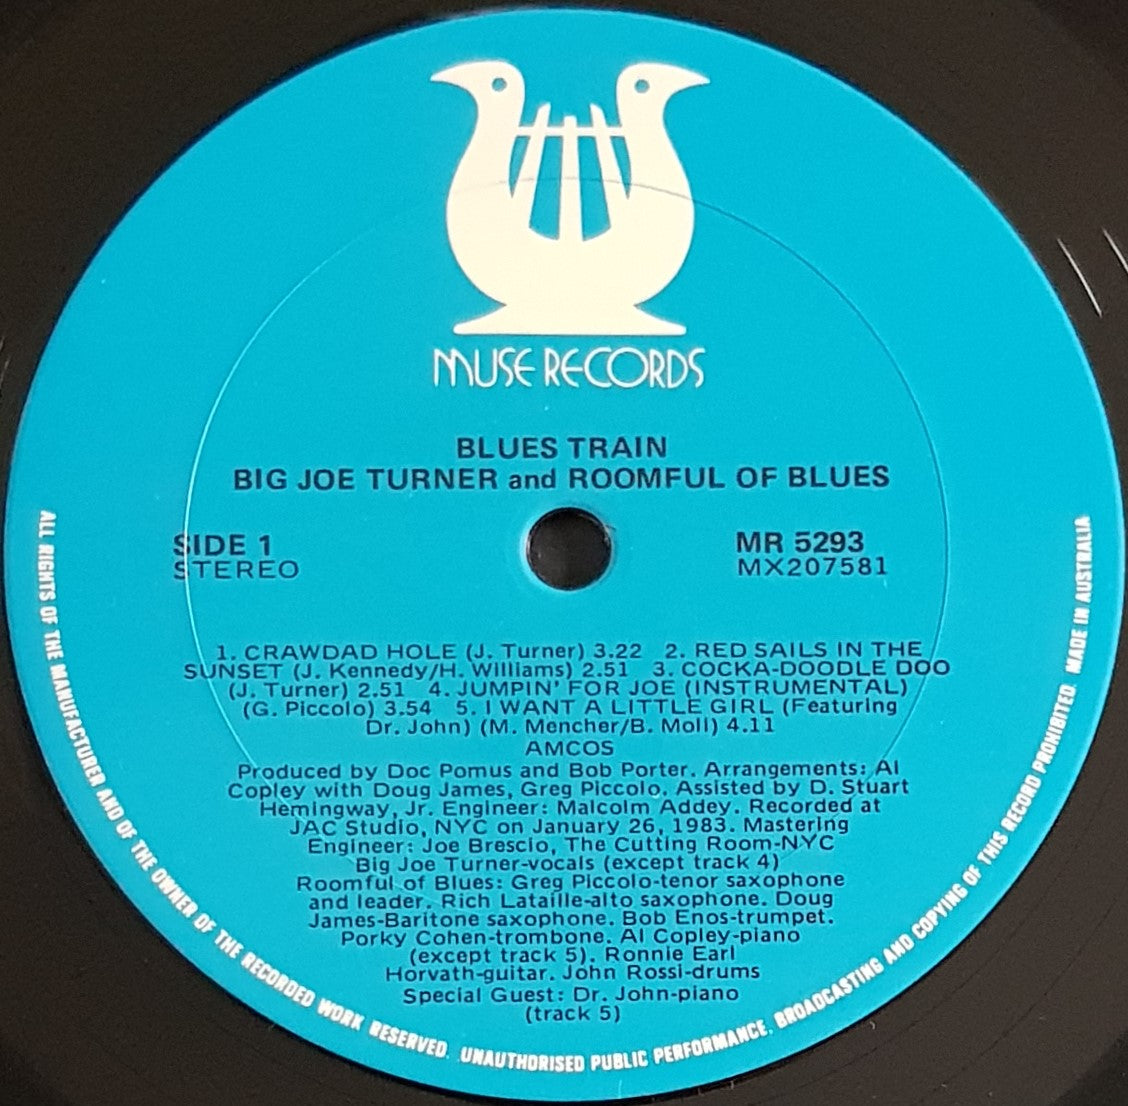 MUSE RECORDS
BLUES TRAIN
BIG JOE TURNER and ROOMFUL OF BLUES
SIDE 1
STEREO
MR 5293
MX207581
1. CRAWDAD HOLE (J. Turner) 3.22 2. RED SAILS IN THE
SUNSET (J. Kennedy/H. Williams) 2.51 3. COCKA-DOODLE DOO
(J. Turner) 2.51 4. JUMPIN' FOR JOE (INSTRUMENTAL)
(G. Piccolo) 3.54 5. I WANT A LITTLE GIRL (Featuring
Dr. John) (M. Mencher/B. Moll) 4.11
AMCOS
Produced by Doc Pomus and Bob Porter. Arrangements: Al
Copley with Doug James, Greg Piccolo. Assisted by D. Stuart
Hemingway, Jr. Engineer: Malcolm Addey. Recorded at
JAC Studio, NYC on January 26, 1983. Mastering
Engineer: Joe Brescio, The Cutting Room-NYC
Big Joe Turner-vocals (except track 4)
Roomful of Blues: Greg Piccolo-tenor saxophone
and leader. Rich Lataille-alto saxophone. Doug
James-Baritone saxophone. Bob Enos-trumpet.
Porky Cohen-trombone. Al Copley-piano
(except track 5). Ronnie Earl
Horvath-guitar. John Rossi-drums
Special Guest: Dr. John-piano
(track 5)
ALL RIGHTS OF THE MANUFACTURER AND OF THE OWNER OF THE RECORDED WORK RESERVED. UNAUTHORISED PUBLIC PERFORMANCE, BROADCASTING AND COPYING OF THIS RECORD PROHIBITED MADE IN AUSTRALIA